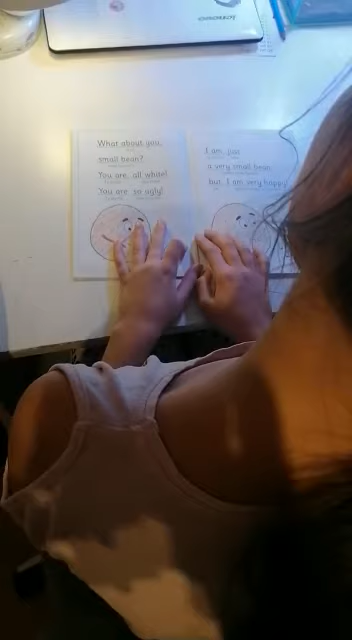 What about you,
small bean?
You are all white!
You are so ugly!
I am just
a very small bean
but I am very happy!